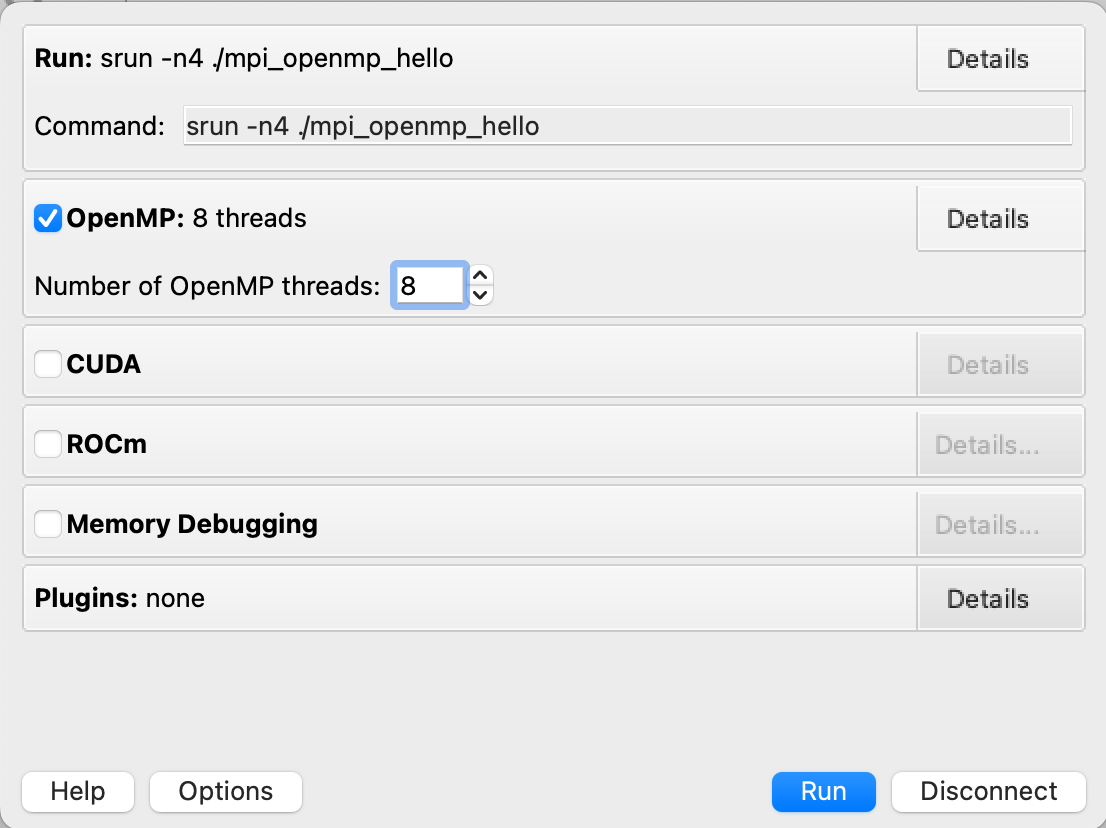 Run: srun -n4 ./mpi_openmp_hello
Details
Command: srun -n4 ./mpi_openmp_hello
OpenMP: 8 threads
Details
Number of OpenMP threads: 8
CUDA
Details
ROCm
Details...
Memory Debugging
Details...
Plugins: none
Details
Help
Options
Run
Disconnect